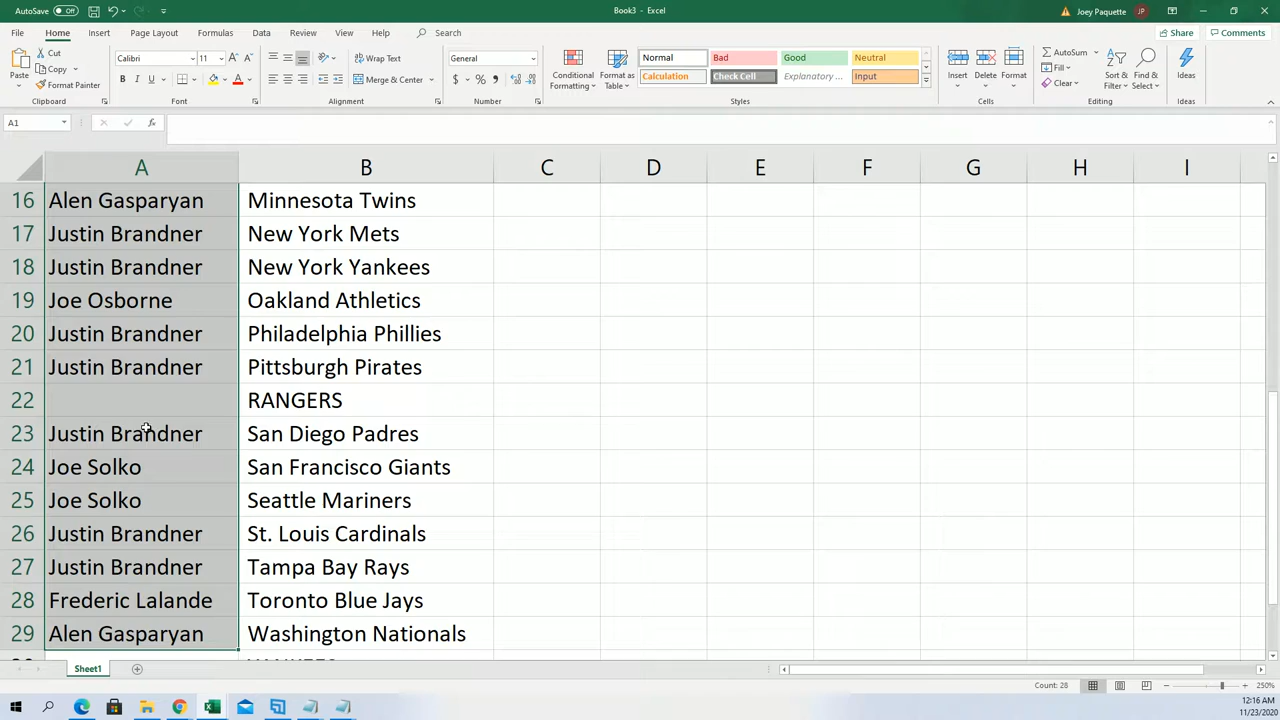 AutoSave Off Book3 - Excel Joey Paquette JP
File Home Insert Page Layout Formulas Data Review View Help Search Share Comments
Paste Cut Copy Format Painter Clipboard
Calibri 11 B I U Font
Wrap Text Merge & Center Alignment
General $ % Number
Conditional Formatting Format as Table Normal Bad Good Neutral Calculation Check Cell Explanatory ... Input Styles
Insert Delete Format Cells
AutoSum Fill Clear Sort & Filter Find & Select Editing
Ideas Ideas
A1 fx
A B C D E F G H I
16 Alen Gasparyan Minnesota Twins
17 Justin Brandner New York Mets
18 Justin Brandner New York Yankees
19 Joe Osborne Oakland Athletics
20 Justin Brandner Philadelphia Phillies
21 Justin Brandner Pittsburgh Pirates
22 RANGERS
23 Justin Brandner San Diego Padres
24 Joe Solko San Francisco Giants
25 Joe Solko Seattle Mariners
26 Justin Brandner St. Louis Cardinals
27 Justin Brandner Tampa Bay Rays
28 Frederic Lalande Toronto Blue Jays
29 Alen Gasparyan Washington Nationals
Sheet1
Count: 28 250%
12:16 AM
11/23/2020